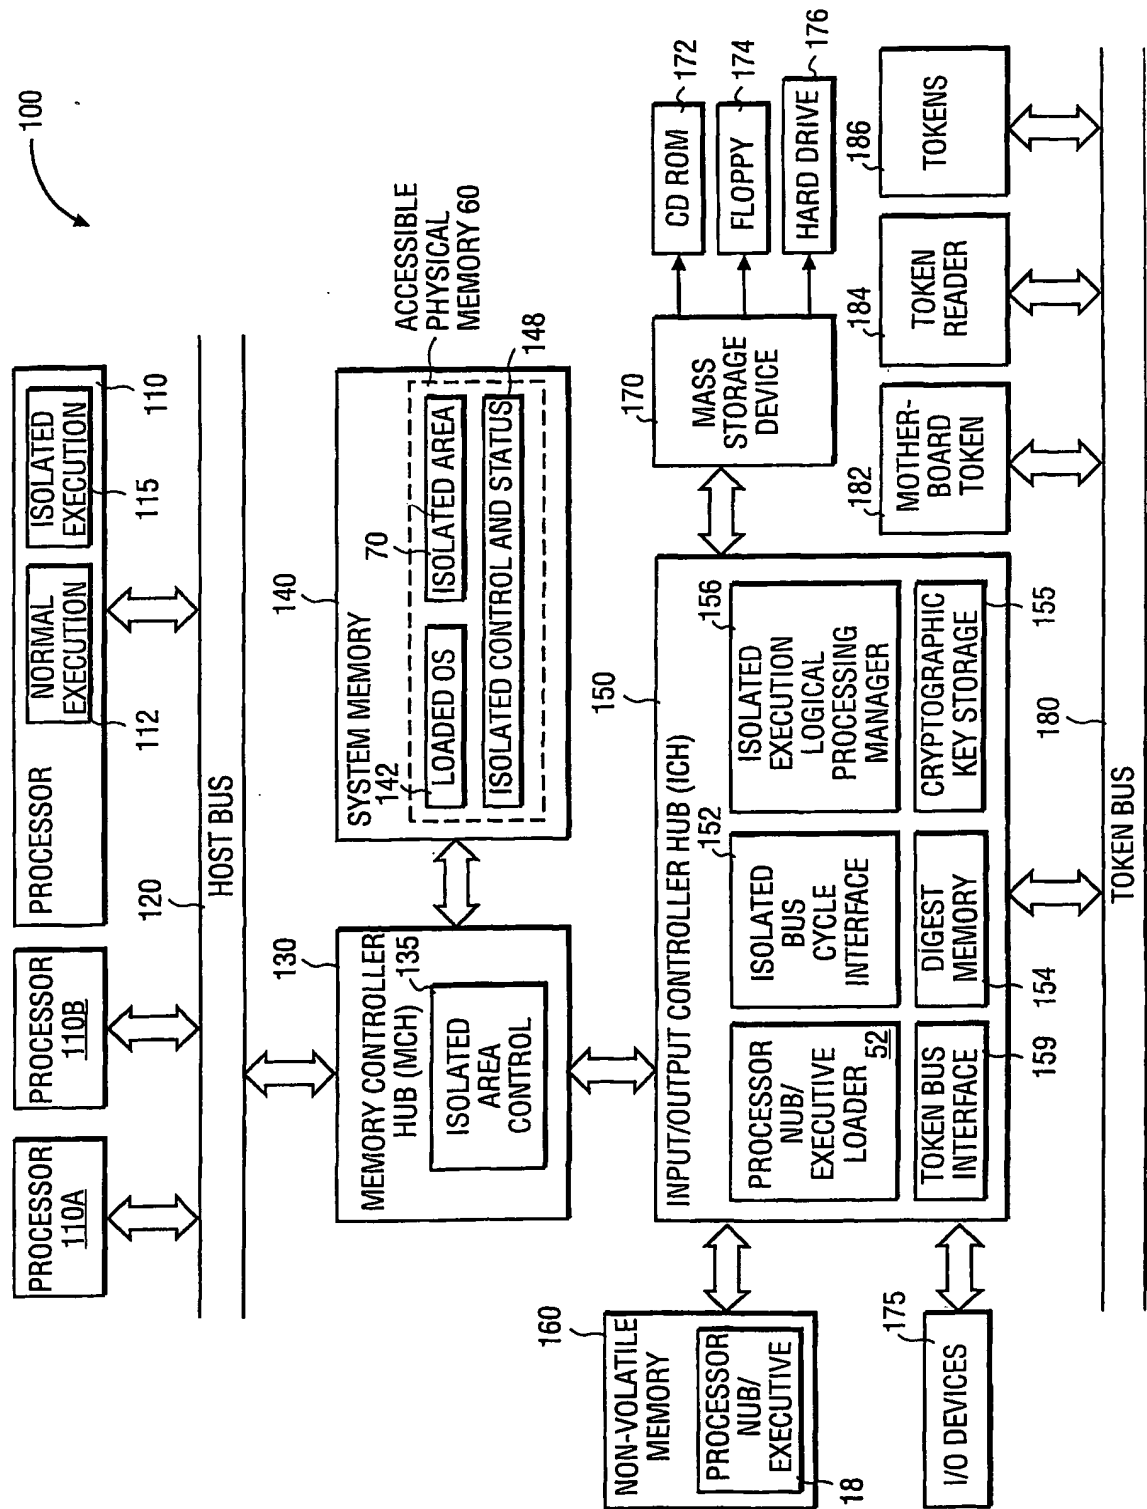 100
PROCESSOR
110A
PROCESSOR
110B
PROCESSOR
NORMAL
EXECUTION
112
ISOLATED
EXECUTION
115
110
120
HOST BUS
MEMORY CONTROLLER
HUB (MCH)
130
135
ISOLATED
AREA
CONTROL
140
SYSTEM MEMORY
142
LOADED OS
70
ISOLATED AREA
ISOLATED CONTROL AND STATUS
148
ACCESSIBLE
PHYSICAL
MEMORY 60
150
INPUT/OUTPUT CONTROLLER HUB (ICH)
PROCESSOR
NUB/
EXECUTIVE
LOADER
52
152
ISOLATED
BUS
CYCLE
INTERFACE
156
ISOLATED
EXECUTION
LOGICAL
PROCESSING
MANAGER
TOKEN BUS
INTERFACE
159
DIGEST
MEMORY
154
CRYPTOGRAPHIC
KEY STORAGE
155
160
NON-VOLATILE
MEMORY
PROCESSOR
NUB/
EXECUTIVE
18
175
I/O DEVICES
170
MASS
STORAGE
DEVICE
CD ROM
172
FLOPPY
174
HARD DRIVE
176
182
MOTHER-
BOARD
TOKEN
184
TOKEN
READER
186
TOKENS
180
TOKEN BUS